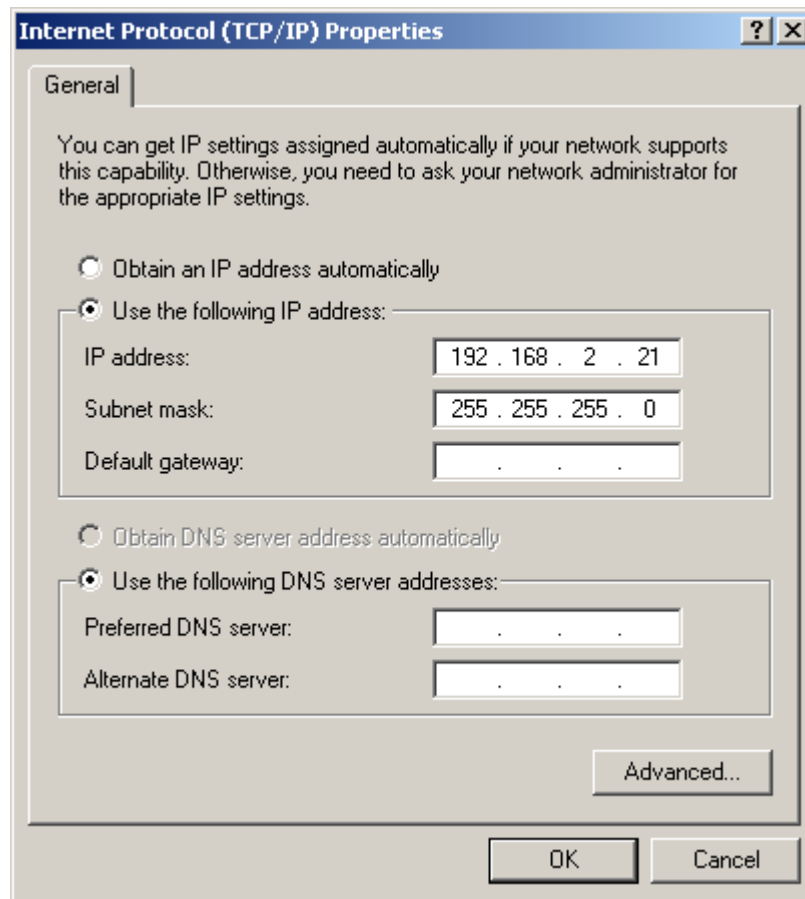 Internet Protocol (TCP/IP) Properties
General
You can get IP settings assigned automatically if your network supports
this capability. Otherwise, you need to ask your network administrator for
the appropriate IP settings.
Obtain an IP address automatically
Use the following IP address:
IP address: 192 . 168 . 2 . 21
Subnet mask: 255 . 255 . 255 . 0
Default gateway: . . .
Obtain DNS server address automatically
Use the following DNS server addresses:
Preferred DNS server: . . .
Alternate DNS server: . . .
Advanced...
OK Cancel